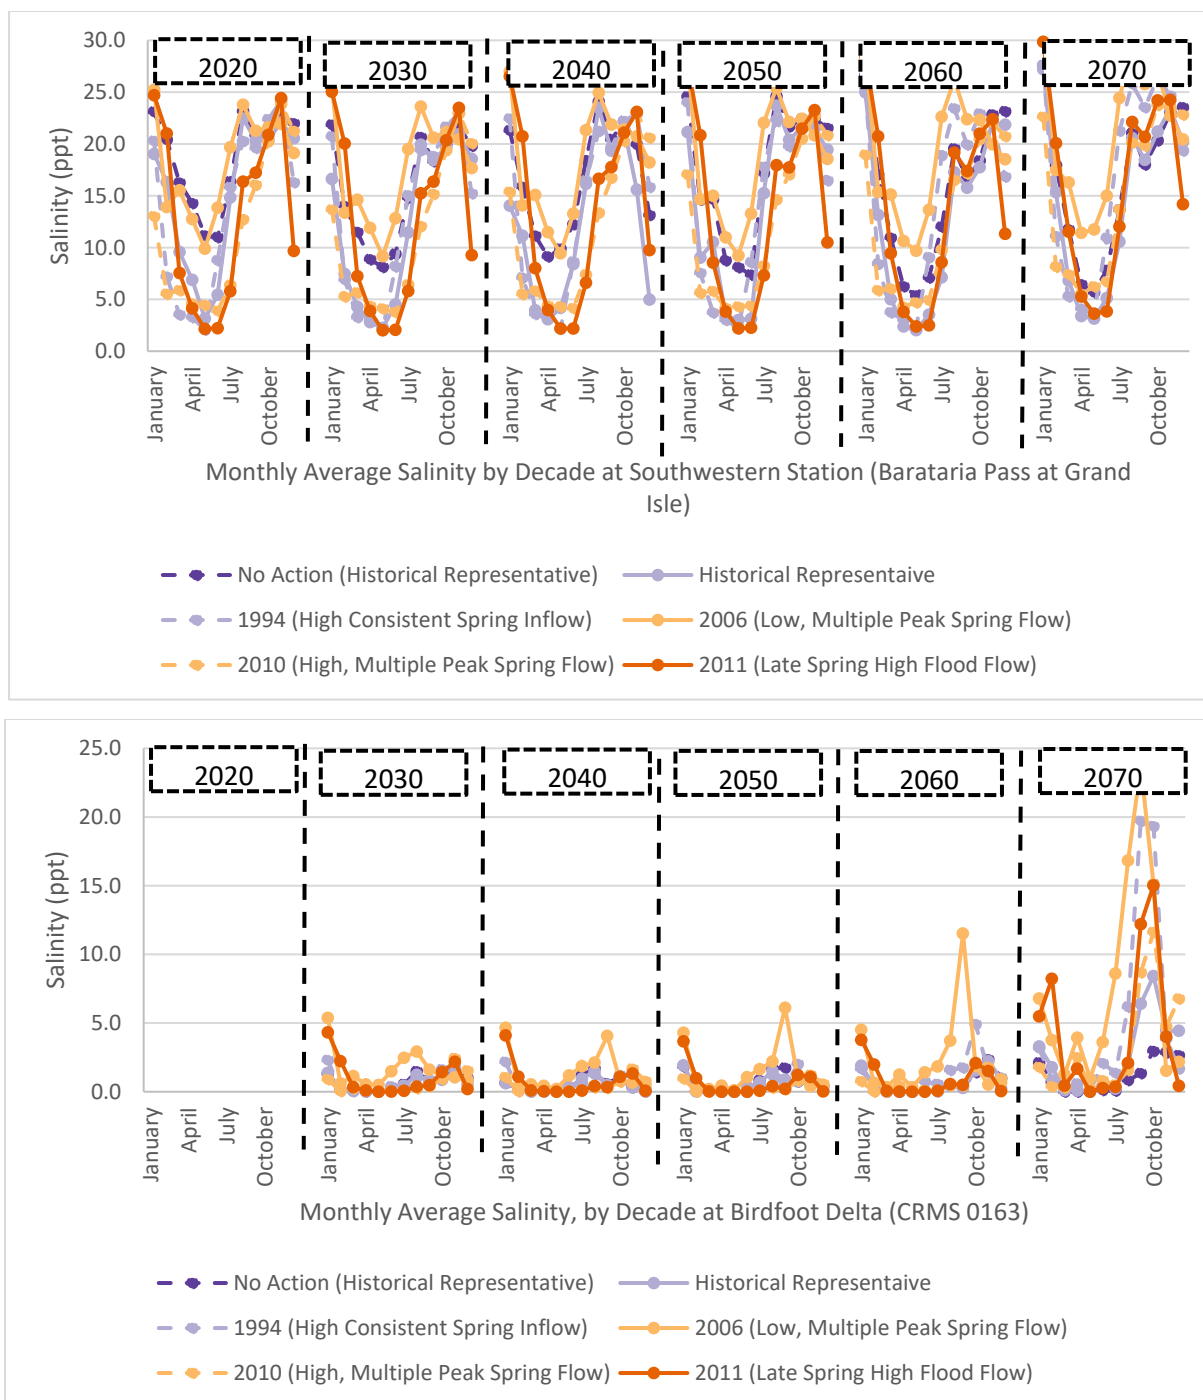 30.0
25.0
20.0
15.0
10.0
5.0
0.0
Salinity (ppt)
2020
2030
2040
2050
2060
2070
January
April
July
October
January
April
July
October
January
April
July
October
January
April
July
October
January
April
July
October
January
April
July
October
Monthly Average Salinity by Decade at Southwestern Station (Barataria Pass at Grand
Isle)
No Action (Historical Representative)
Historical Representaive
1994 (High Consistent Spring Inflow)
2006 (Low, Multiple Peak Spring Flow)
2010 (High, Multiple Peak Spring Flow)
2011 (Late Spring High Flood Flow)
25.0
20.0
15.0
10.0
5.0
0.0
Salinity (ppt)
2020
2030
2040
2050
2060
2070
January
April
July
October
January
April
July
October
January
April
July
October
January
April
July
October
January
April
July
October
January
April
July
October
Monthly Average Salinity, by Decade at Birdfoot Delta (CRMS 0163)
No Action (Historical Representative)
Historical Representaive
1994 (High Consistent Spring Inflow)
2006 (Low, Multiple Peak Spring Flow)
2010 (High, Multiple Peak Spring Flow)
2011 (Late Spring High Flood Flow)